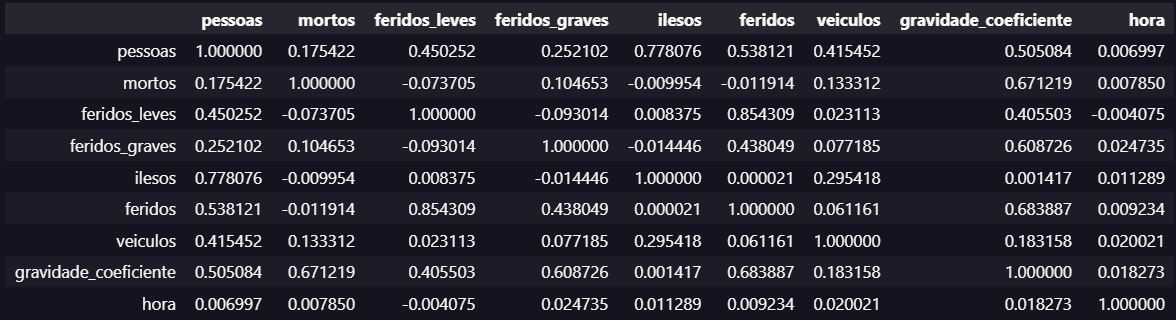 pessoas mortos feridos_leves feridos_graves ilesos feridos veiculos gravidade_coeficiente hora
pessoas 1.000000 0.175422 0.450252 0.252102 0.778076 0.538121 0.415452 0.505084 0.006997
mortos 0.175422 1.000000 -0.073705 0.104653 -0.009954 -0.011914 0.133312 0.671219 0.007850
feridos_leves 0.450252 -0.073705 1.000000 -0.093014 0.008375 0.854309 0.023113 0.405503 -0.004075
feridos_graves 0.252102 0.104653 -0.093014 1.000000 -0.014446 0.438049 0.077185 0.608726 0.024735
ilesos 0.778076 -0.009954 0.008375 -0.014446 1.000000 0.000021 0.295418 0.001417 0.011289
feridos 0.538121 -0.011914 0.854309 0.438049 0.000021 1.000000 0.061161 0.683887 0.009234
veiculos 0.415452 0.133312 0.023113 0.077185 0.295418 0.061161 1.000000 0.183158 0.020021
gravidade_coeficiente 0.505084 0.671219 0.405503 0.608726 0.001417 0.683887 0.183158 1.000000 0.018273
hora 0.006997 0.007850 -0.004075 0.024735 0.011289 0.009234 0.020021 0.018273 1.000000